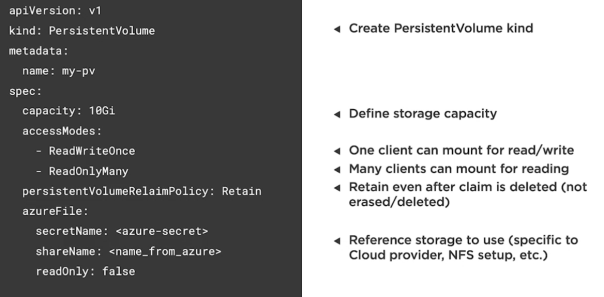 apiVersion: v1
kind: PersistentVolume
metadata:
  name: my-pv
spec:
  capacity: 10Gi
  accessModes:
    - ReadWriteOnce
    - ReadOnlyMany
  persistentVolumeRelaimPolicy: Retain
  azureFile:
    secretName: <azure-secret>
    shareName: <name_from_azure>
    readOnly: false
Create PersistentVolume kind
Define storage capacity
One client can mount for read/write
Many clients can mount for reading
Retain even after claim is deleted (not
erased/deleted)
Reference storage to use (specific to
Cloud provider, NFS setup, etc.)